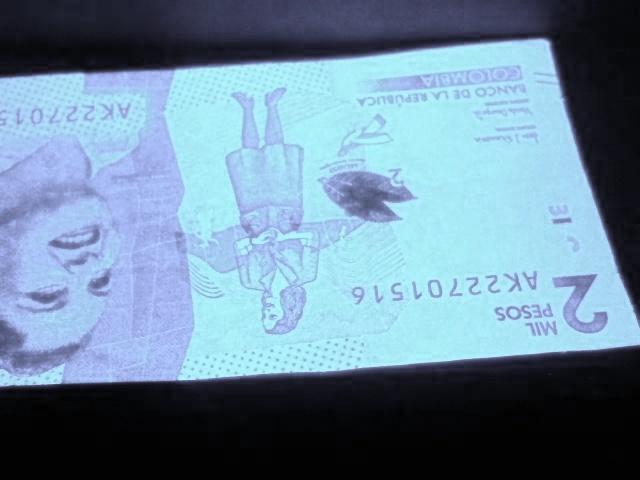 2 MIL
PESOS
AK22701516
BANCO DE LA REPÚBLICA
COLOMBIA
2
AK227015